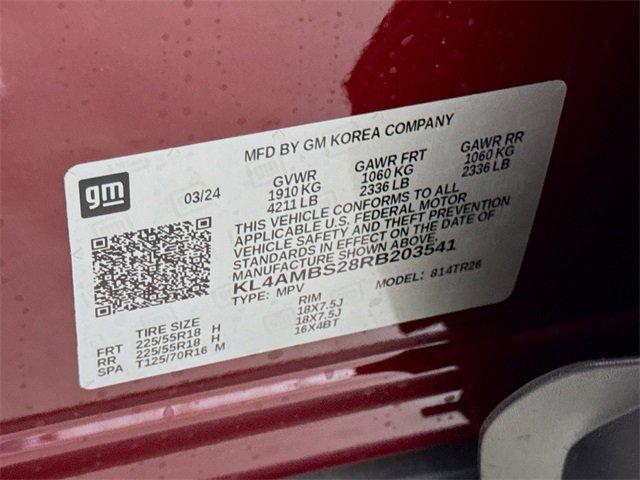 MFD BY GM KOREA COMPANY
gm
03/24
GVWR
1910 KG
4211 LB
GAWR FRT
1060 KG
2336 LB
GAWR RR
1060 KG
2336 LB
THIS VEHICLE CONFORMS TO ALL
APPLICABLE U.S. FEDERAL MOTOR
VEHICLE SAFETY AND THEFT PREVENTION
STANDARDS IN EFFECT ON THE DATE OF
MANUFACTURE SHOWN ABOVE.
KL4AMBS28RB203541
TYPE: MPV
MODEL: 814TR26
TIRE SIZE
RIM
FRT 225/55R18 H 18X7.5J
RR 225/55R18 H 18X7.5J
SPA T125/70R16 M 16X4BT